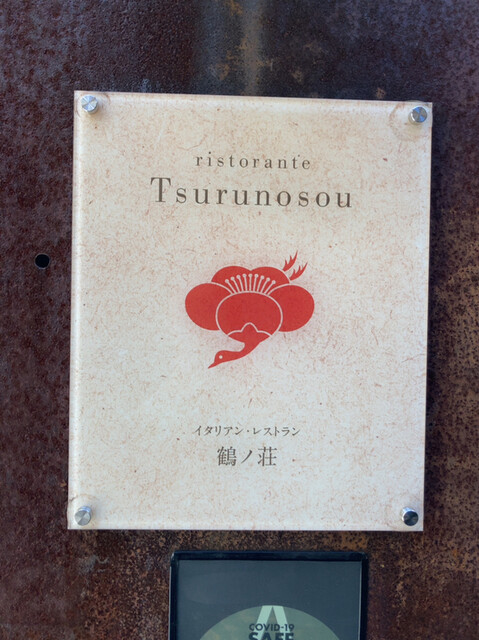 ristorante
Tsurunosou
イタリアン・レストラン
鶴ノ荘
COVID-19
SAFE